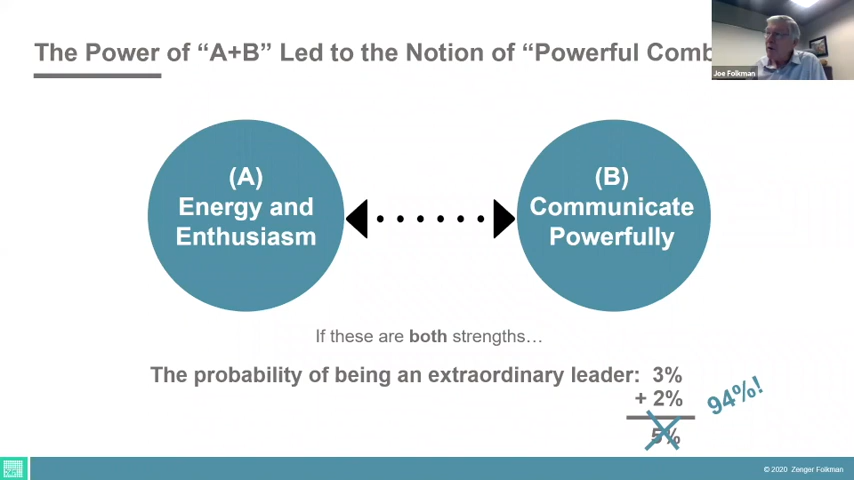 The Power of “A+B” Led to the Notion of “Powerful Comb
Joe Folkman
(A)
Energy and
Enthusiasm
(B)
Communicate
Powerfully
If these are both strengths…
The probability of being an extraordinary leader: 3%
+ 2%
94%!
5%
© 2020 Zenger Folkman